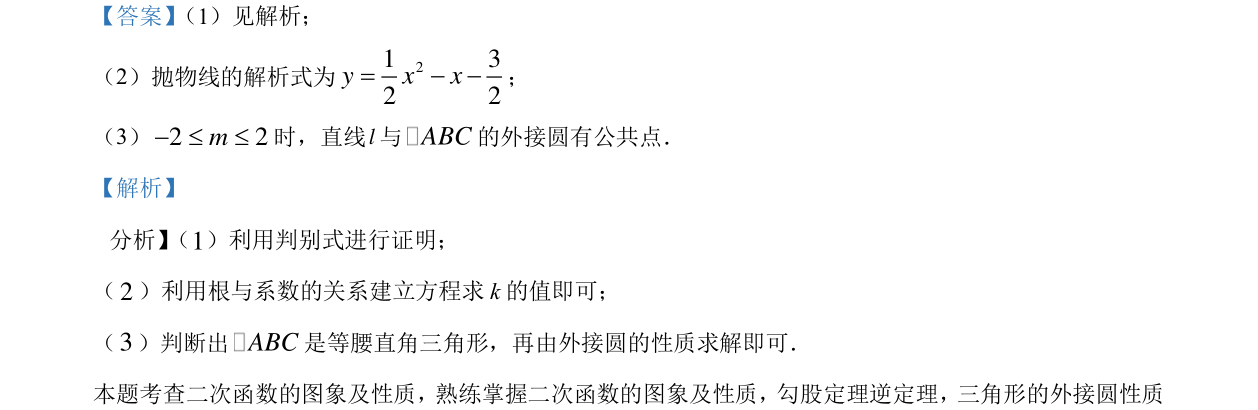 【答案】（1）见解析；
（2）抛物线的解析式为 y = 1/2 x² − x − 3/2；
（3）−2 ≤ m ≤ 2 时，直线 l 与□ABC 的外接圆有公共点．
【解析】
分析】（1）利用判别式进行证明；
（2）利用根与系数的关系建立方程求 k 的值即可；
（3）判断出□ABC 是等腰直角三角形，再由外接圆的性质求解即可．
本题考查二次函数的图象及性质，熟练掌握二次函数的图象及性质，勾股定理逆定理，三角形的外接圆性质